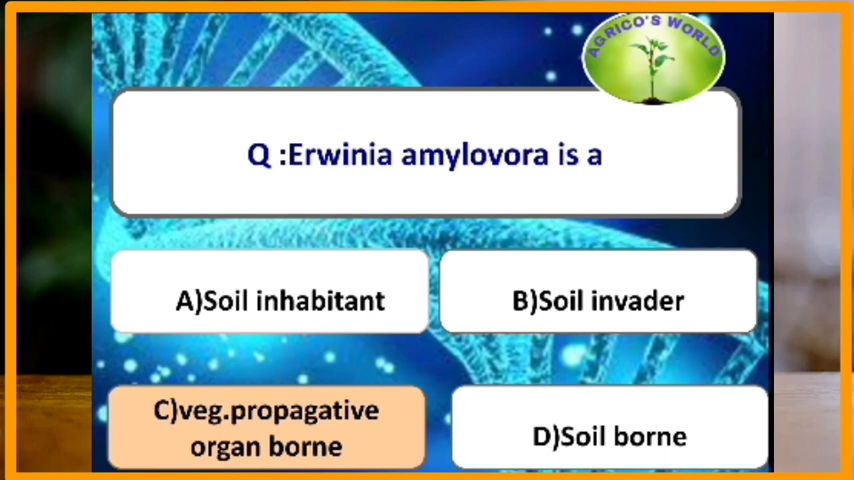 AGRICO'S WORLD
Q :Erwinia amylovora is a
A)Soil inhabitant
B)Soil invader
C)veg.propagative
organ borne
D)Soil borne